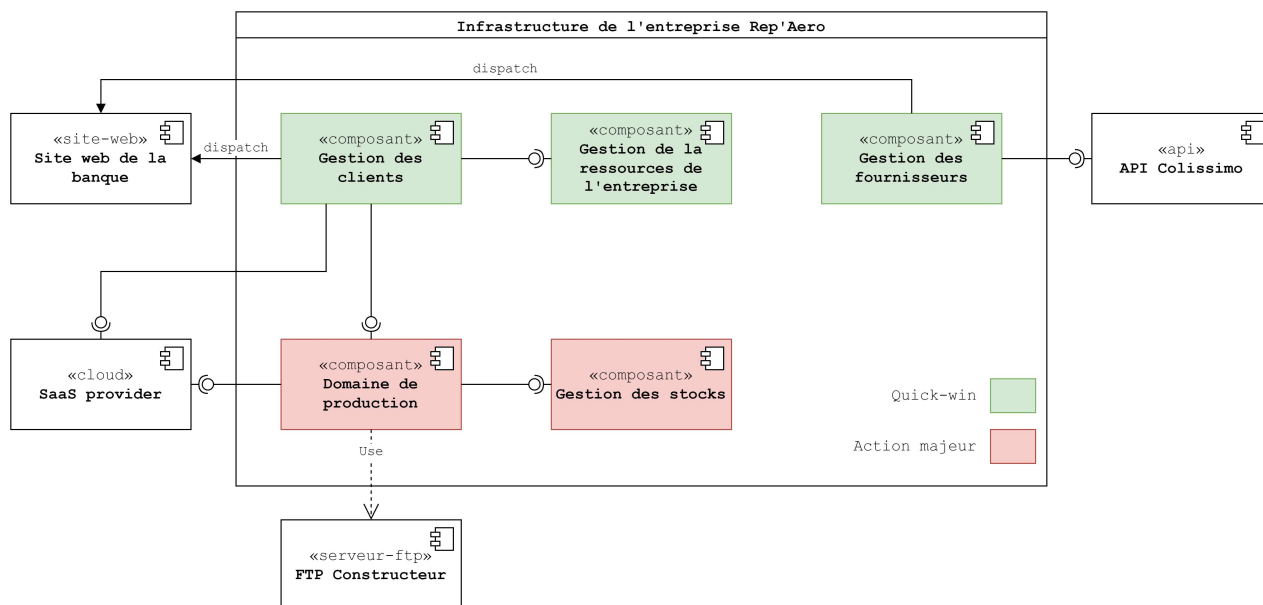 Infrastructure de l'entreprise Rep'Aero
dispatch
«site-web»
Site web de la
banque
dispatch
«composant»
Gestion des
clients
«composant»
Gestion de la
ressources de
l'entreprise
«composant»
Gestion des
fournisseurs
«api»
API Colissimo
«cloud»
SaaS provider
«composant»
Domaine de
production
«composant»
Gestion des stocks
Quick-win
Action majeur
Use
«serveur-ftp»
FTP Constructeur